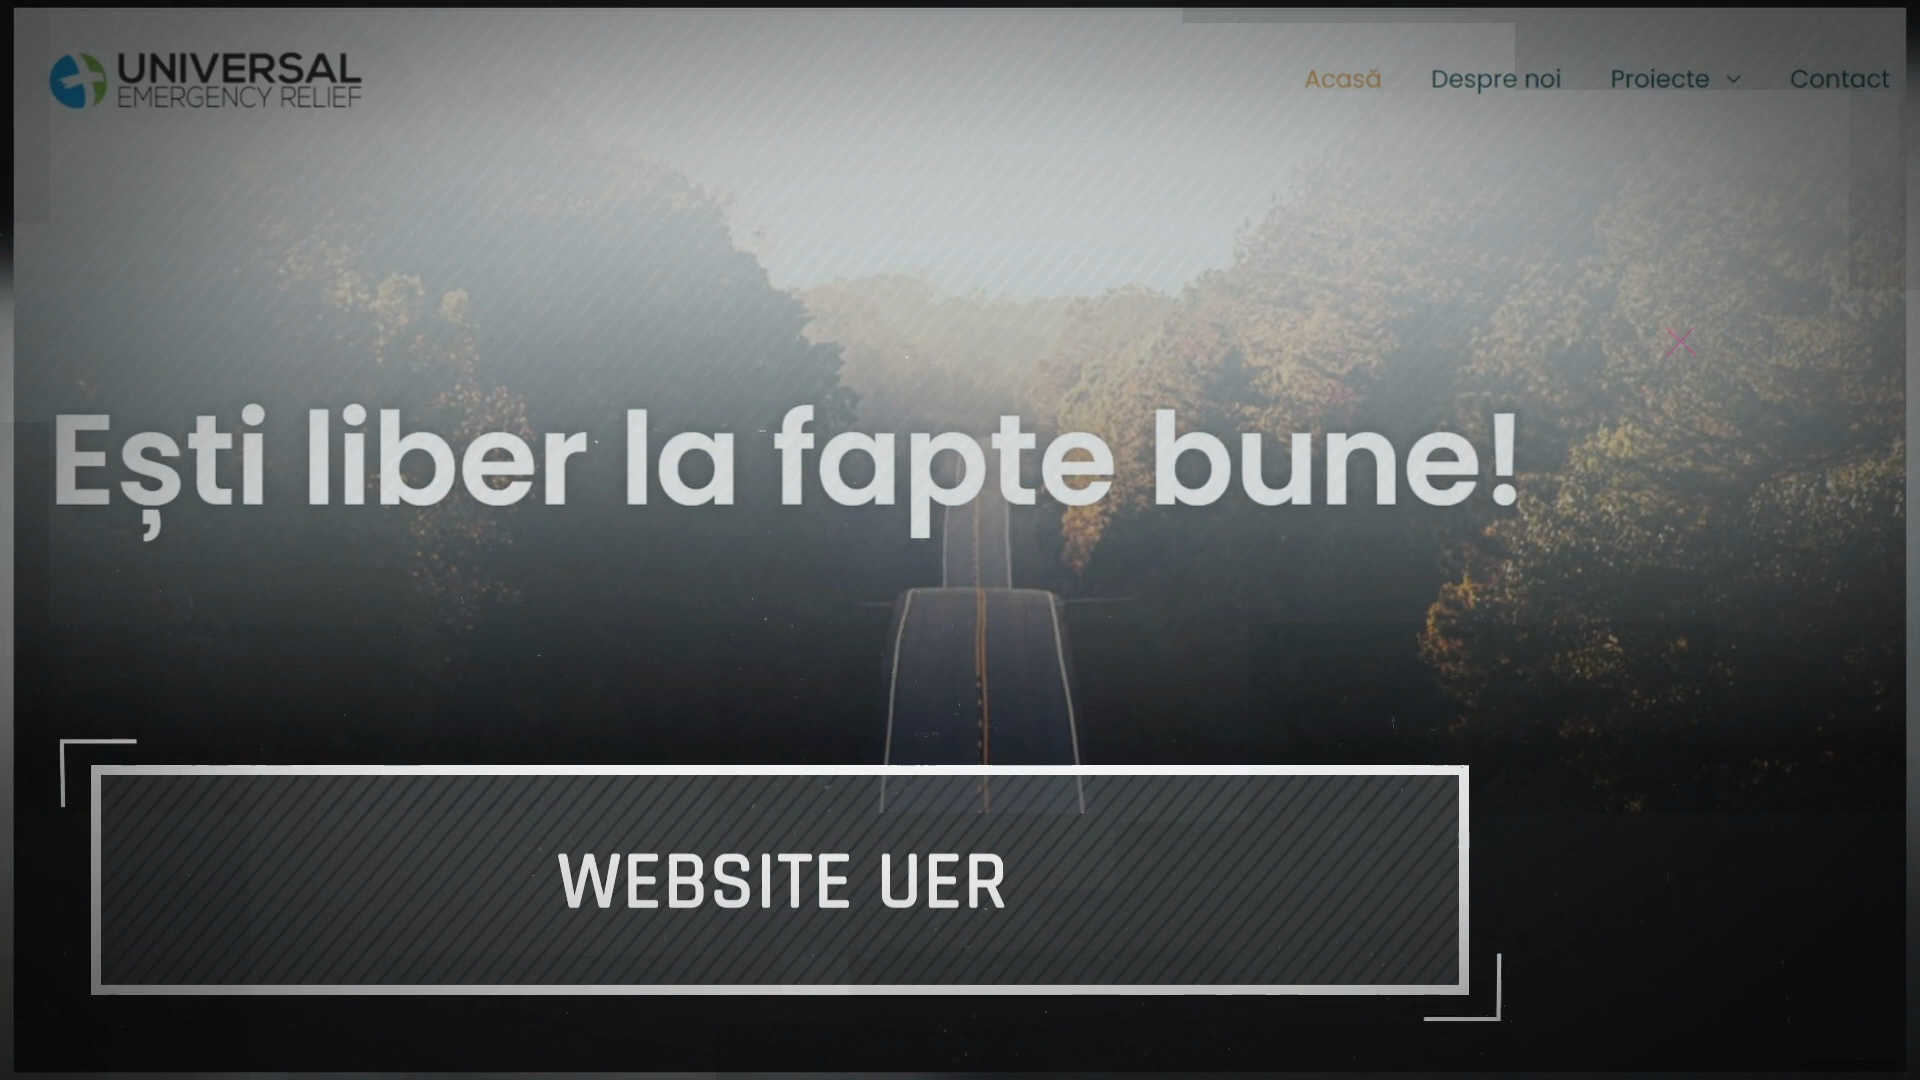 UNIVERSAL
EMERGENCY RELIEF
Acasă Despre noi Proiecte Contact
Ești liber la fapte bune!
WEBSITE UER